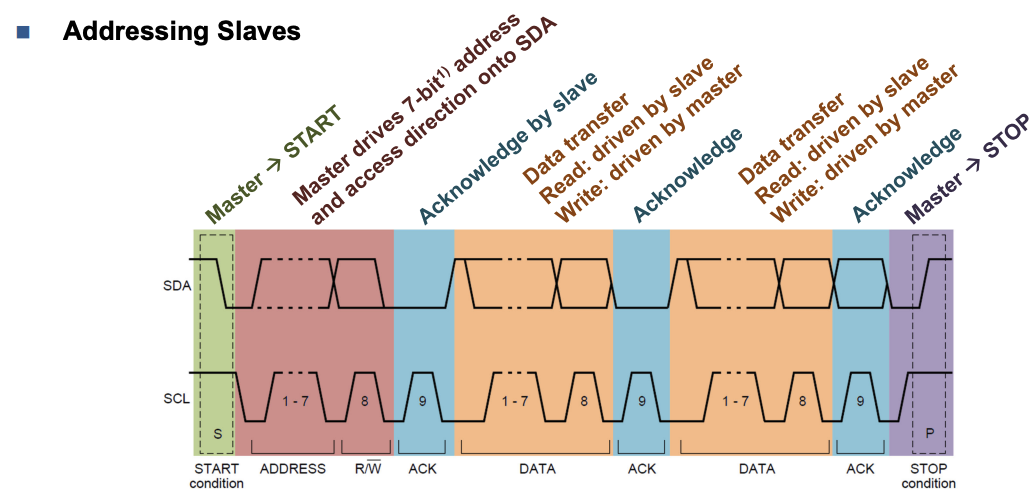 Addressing Slaves
Master → START
Master drives 7-bit¹⁾ address
and access direction onto SDA
Acknowledge by slave
Data transfer
Read: driven by slave
Write: driven by master
Acknowledge
Data transfer
Read: driven by slave
Write: driven by master
Acknowledge
Master → STOP
SDA
SCL
1 - 7
8
9
1 - 7
8
9
1 - 7
8
9
S
P
START
condition
ADDRESS
R/W̅
ACK
DATA
ACK
DATA
ACK
STOP
condition